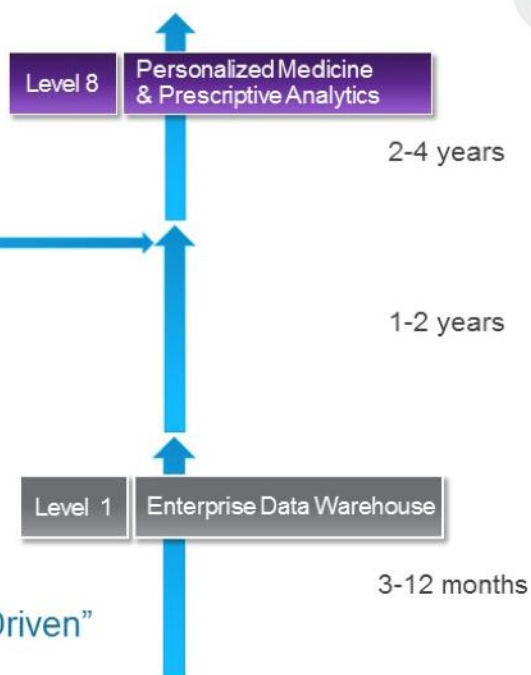 Level 8
Personalized Medicine
& Prescriptive Analytics
2-4 years
1-2 years
Level 1
Enterprise Data Warehouse
3-12 months
Driven”